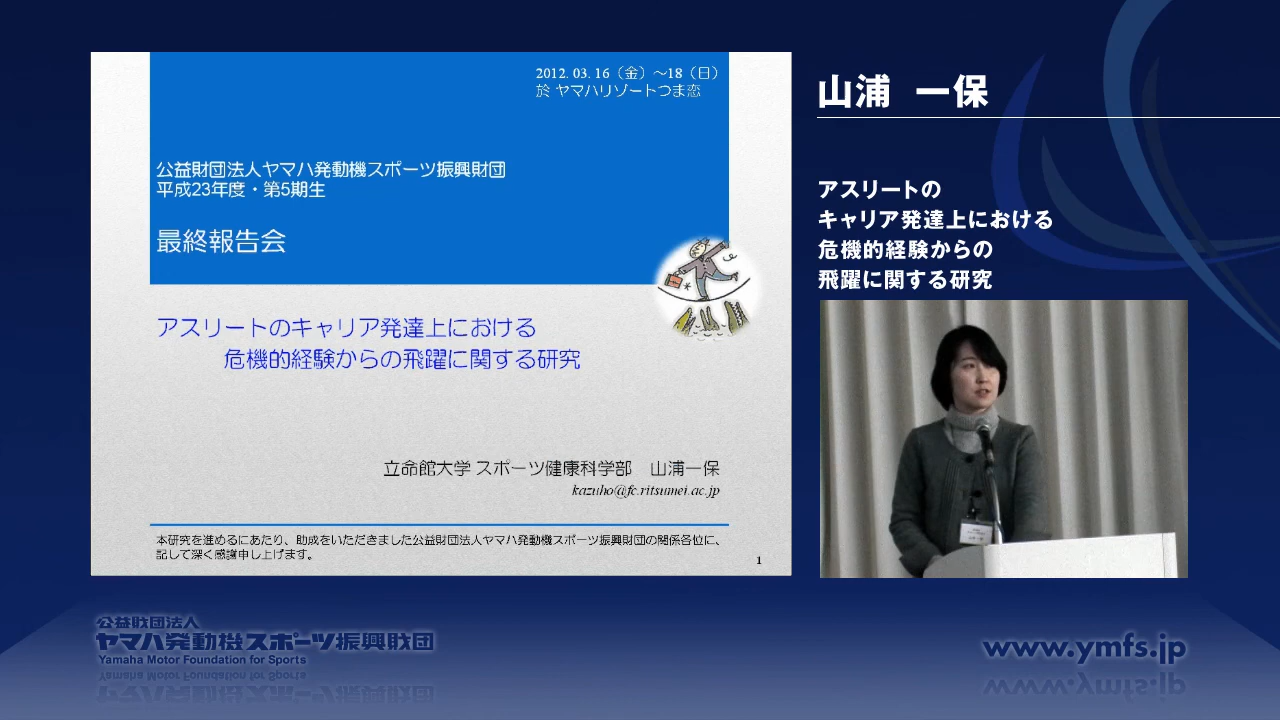 2012. 03. 16（金）～18（日）
於 ヤマハリゾートつま恋
公益財団法人ヤマハ発動機スポーツ振興財団
平成23年度・第5期生
最終報告会
アスリートのキャリア発達上における
危機的経験からの飛躍に関する研究
立命館大学 スポーツ健康科学部　山浦一保
kazuho@fc.ritsumei.ac.jp
本研究を進めるにあたり、助成をいただきました公益財団法人ヤマハ発動機スポーツ振興財団の関係各位に、
記して深く感謝申し上げます。
1
山浦　一保
アスリートの
キャリア発達上における
危機的経験からの
飛躍に関する研究
公益財団法人
ヤマハ発動機スポーツ振興財団
Yamaha Motor Foundation for Sports
www.ymfs.jp